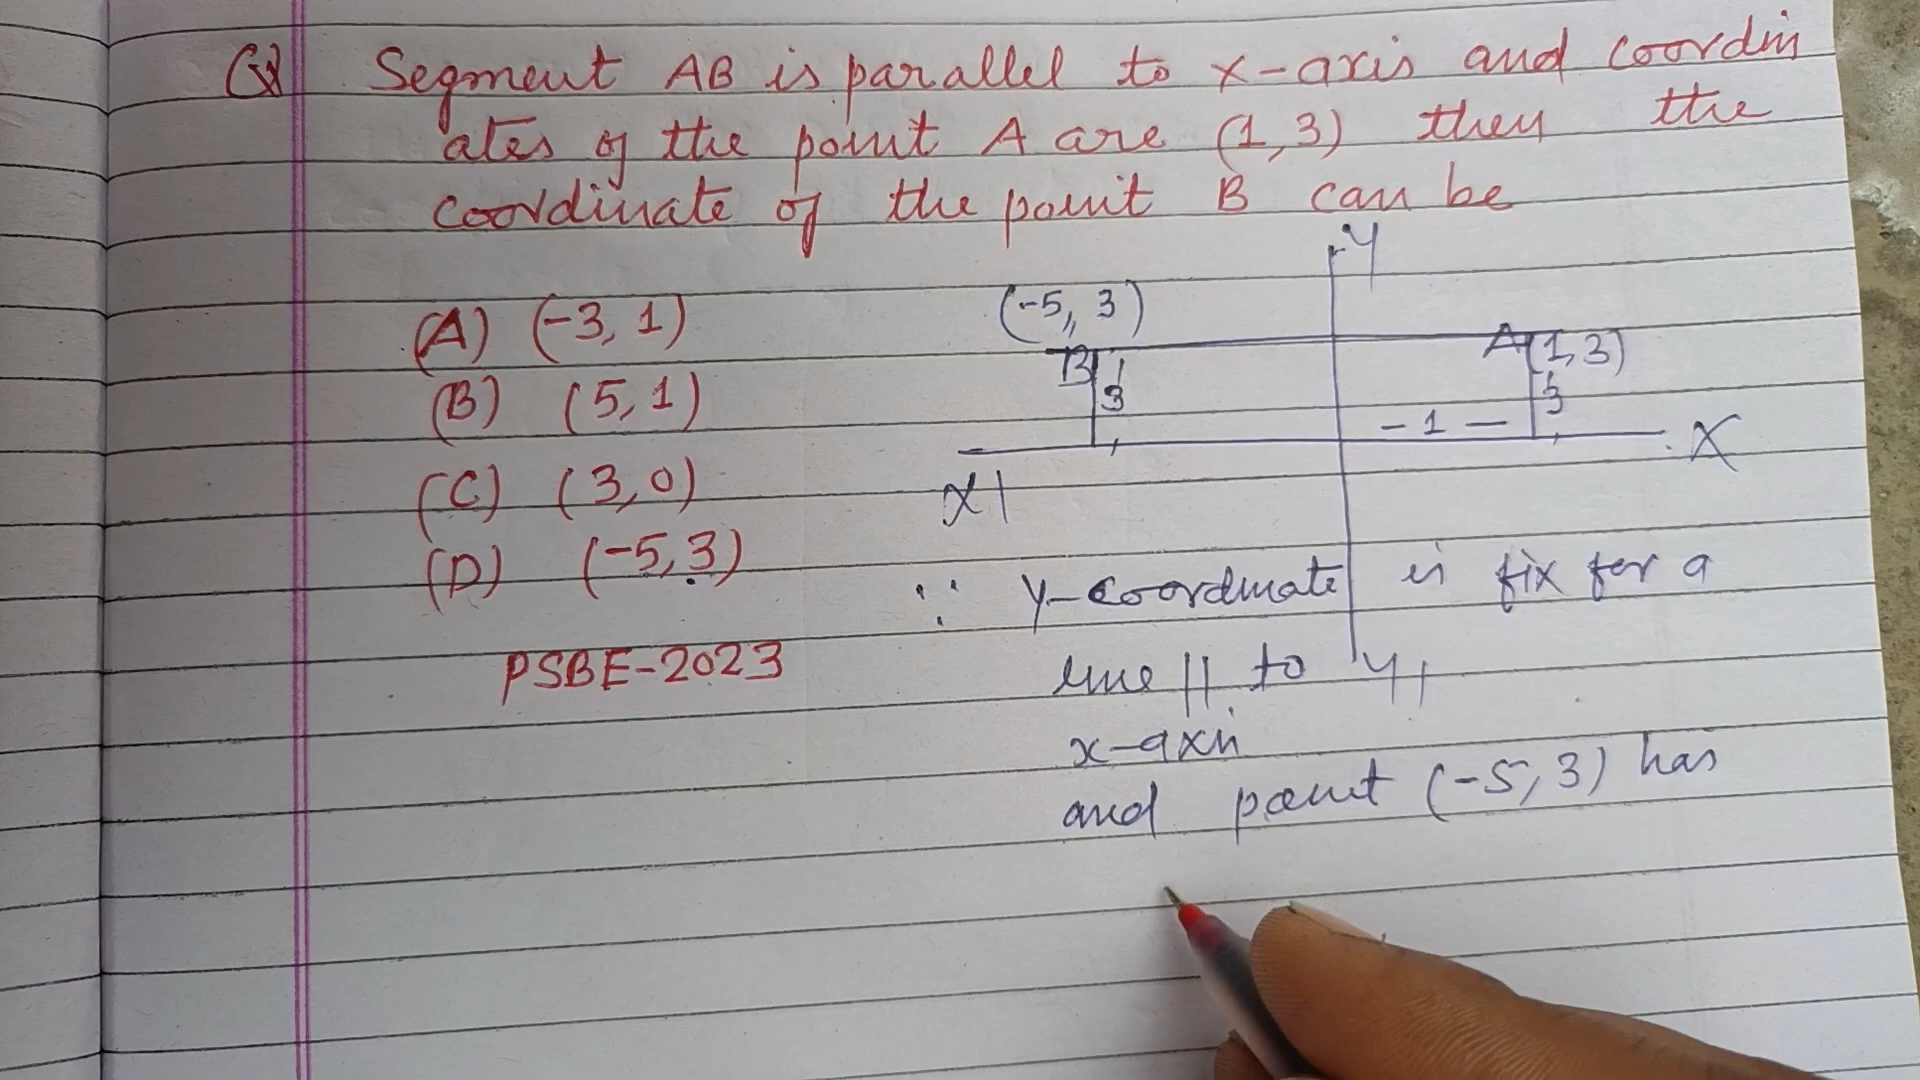 Q Segment AB is parallel to x-axis and coordin
ates of the point A are (1,3) then the
coordinate of the point B can be
(A) (-3, 1)
(B) (5, 1)
(C) (3, 0)
(D) (-5, 3)
PSBE-2023
Y
(-5, 3)
B
A(1,3)
3
3
- 1 -
X
X'
∵ Y-coordinate is fix for a
line || to Y'
x-axis
and point (-5, 3) has